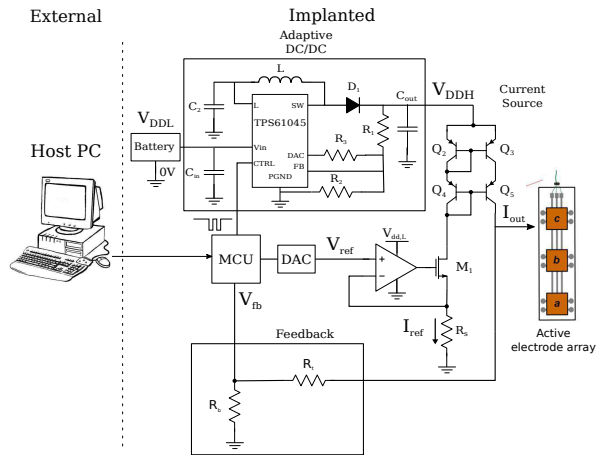 External
Implanted
Adaptive
DC/DC
L
D₁
C₂
L
SW
Cout
VDDH
Current
Source
VDDL
TPS61045
R₁
Host PC
Battery
Vin
R₃
Q₂
Q₃
DAC
0V
Cin
CTRL
FB
PGND
R₂
Q₄
Q₅
Iout
c
MCU
DAC
Vref
Vdd,L
+
−
M₁
b
Vfb
a
Iref
Rs
Feedback
Active
electrode array
Rt
Rb